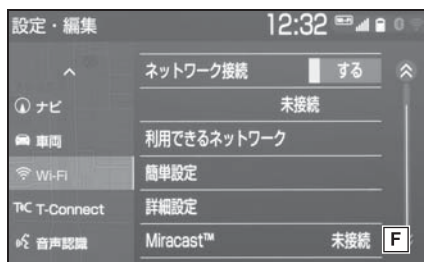 設定・編集 12:32
ネットワーク接続 する
ナビ 未接続
車両 利用できるネットワーク
Wi-Fi 簡単設定
T-Connect 詳細設定
音声認識 Miracast™ 未接続 F